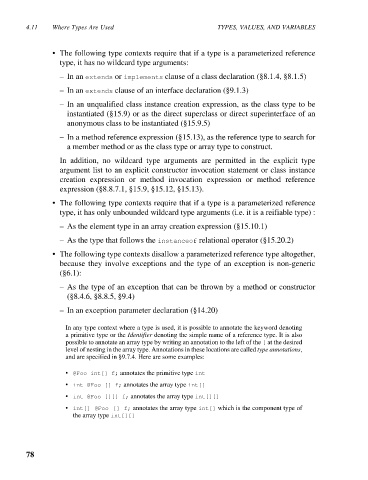 4.11 Where Types Are Used TYPES, VALUES, AND VARIABLES
• The following type contexts require that if a type is a parameterized reference
type, it has no wildcard type arguments:
– In an extends or implements clause of a class declaration (§8.1.4, §8.1.5)
– In an extends clause of an interface declaration (§9.1.3)
– In an unqualified class instance creation expression, as the class type to be
instantiated (§15.9) or as the direct superclass or direct superinterface of an
anonymous class to be instantiated (§15.9.5)
– In a method reference expression (§15.13), as the reference type to search for
a member method or as the class type or array type to construct.
In addition, no wildcard type arguments are permitted in the explicit type
argument list to an explicit constructor invocation statement or class instance
creation expression or method invocation expression or method reference
expression (§8.8.7.1, §15.9, §15.12, §15.13).
• The following type contexts require that if a type is a parameterized reference
type, it has only unbounded wildcard type arguments (i.e. it is a reifiable type) :
– As the element type in an array creation expression (§15.10.1)
– As the type that follows the instanceof relational operator (§15.20.2)
• The following type contexts disallow a parameterized reference type altogether,
because they involve exceptions and the type of an exception is non-generic
(§6.1):
– As the type of an exception that can be thrown by a method or constructor
(§8.4.6, §8.8.5, §9.4)
– In an exception parameter declaration (§14.20)
In any type context where a type is used, it is possible to annotate the keyword denoting
a primitive type or the Identifier denoting the simple name of a reference type. It is also
possible to annotate an array type by writing an annotation to the left of the [ at the desired
level of nesting in the array type. Annotations in these locations are called type annotations,
and are specified in §9.7.4. Here are some examples:
• @Foo int[] f; annotates the primitive type int
• int @Foo [] f; annotates the array type int[]
• int @Foo [][] f; annotates the array type int[][]
• int[] @Foo [] f; annotates the array type int[] which is the component type of
the array type int[][]
78